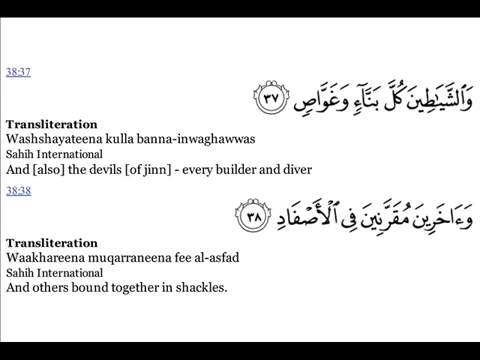 38:37
وَٱلشَّيَـٰطِينَ كُلَّ بَنَّآءٍ وَغَوَّاصٍ ٣٧
Transliteration
Washshayateena kulla banna-inwaghawwas
Sahih International
And [also] the devils [of jinn] - every builder and diver
38:38
وَءَاخَرِينَ مُقَرَّنِينَ فِى ٱلْأَصْفَادِ ٣٨
Transliteration
Waakhareena muqarraneena fee al-asfad
Sahih International
And others bound together in shackles.